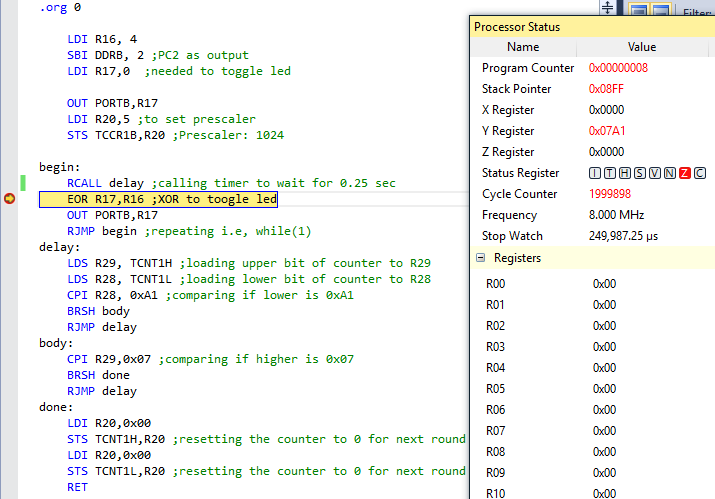 .org 0
LDI R16, 4
SBI DDRB, 2 ;PC2 as output
LDI R17,0 ;needed to toggle led
OUT PORTB,R17
LDI R20,5 ;to set prescaler
STS TCCR1B,R20 ;Prescaler: 1024
begin:
RCALL delay ;calling timer to wait for 0.25 sec
EOR R17,R16 ;XOR to toogle led
OUT PORTB,R17
RJMP begin ;repeating i.e, while(1)
delay:
LDS R29, TCNT1H ;loading upper bit of counter to R29
LDS R28, TCNT1L ;loading lower bit of counter to R28
CPI R28, 0xA1 ;comparing if lower is 0xA1
BRSH body
RJMP delay
body:
CPI R29,0x07 ;comparing if higher is 0x07
BRSH done
RJMP delay
done:
LDI R20,0x00
STS TCNT1H,R20 ;resetting the counter to 0 for next round
LDI R20,0x00
STS TCNT1L,R20 ;resetting the counter to 0 for next round
RET
Filter:
Processor Status
Name Value
Program Counter 0x00000008
Stack Pointer 0x08FF
X Register 0x0000
Y Register 0x07A1
Z Register 0x0000
Status Register I T H S V N Z C
Cycle Counter 1999898
Frequency 8.000 MHz
Stop Watch 249,987.25 µs
Registers
R00 0x00
R01 0x00
R02 0x00
R03 0x00
R04 0x00
R05 0x00
R06 0x00
R07 0x00
R08 0x00
R09 0x00
R10 0x00